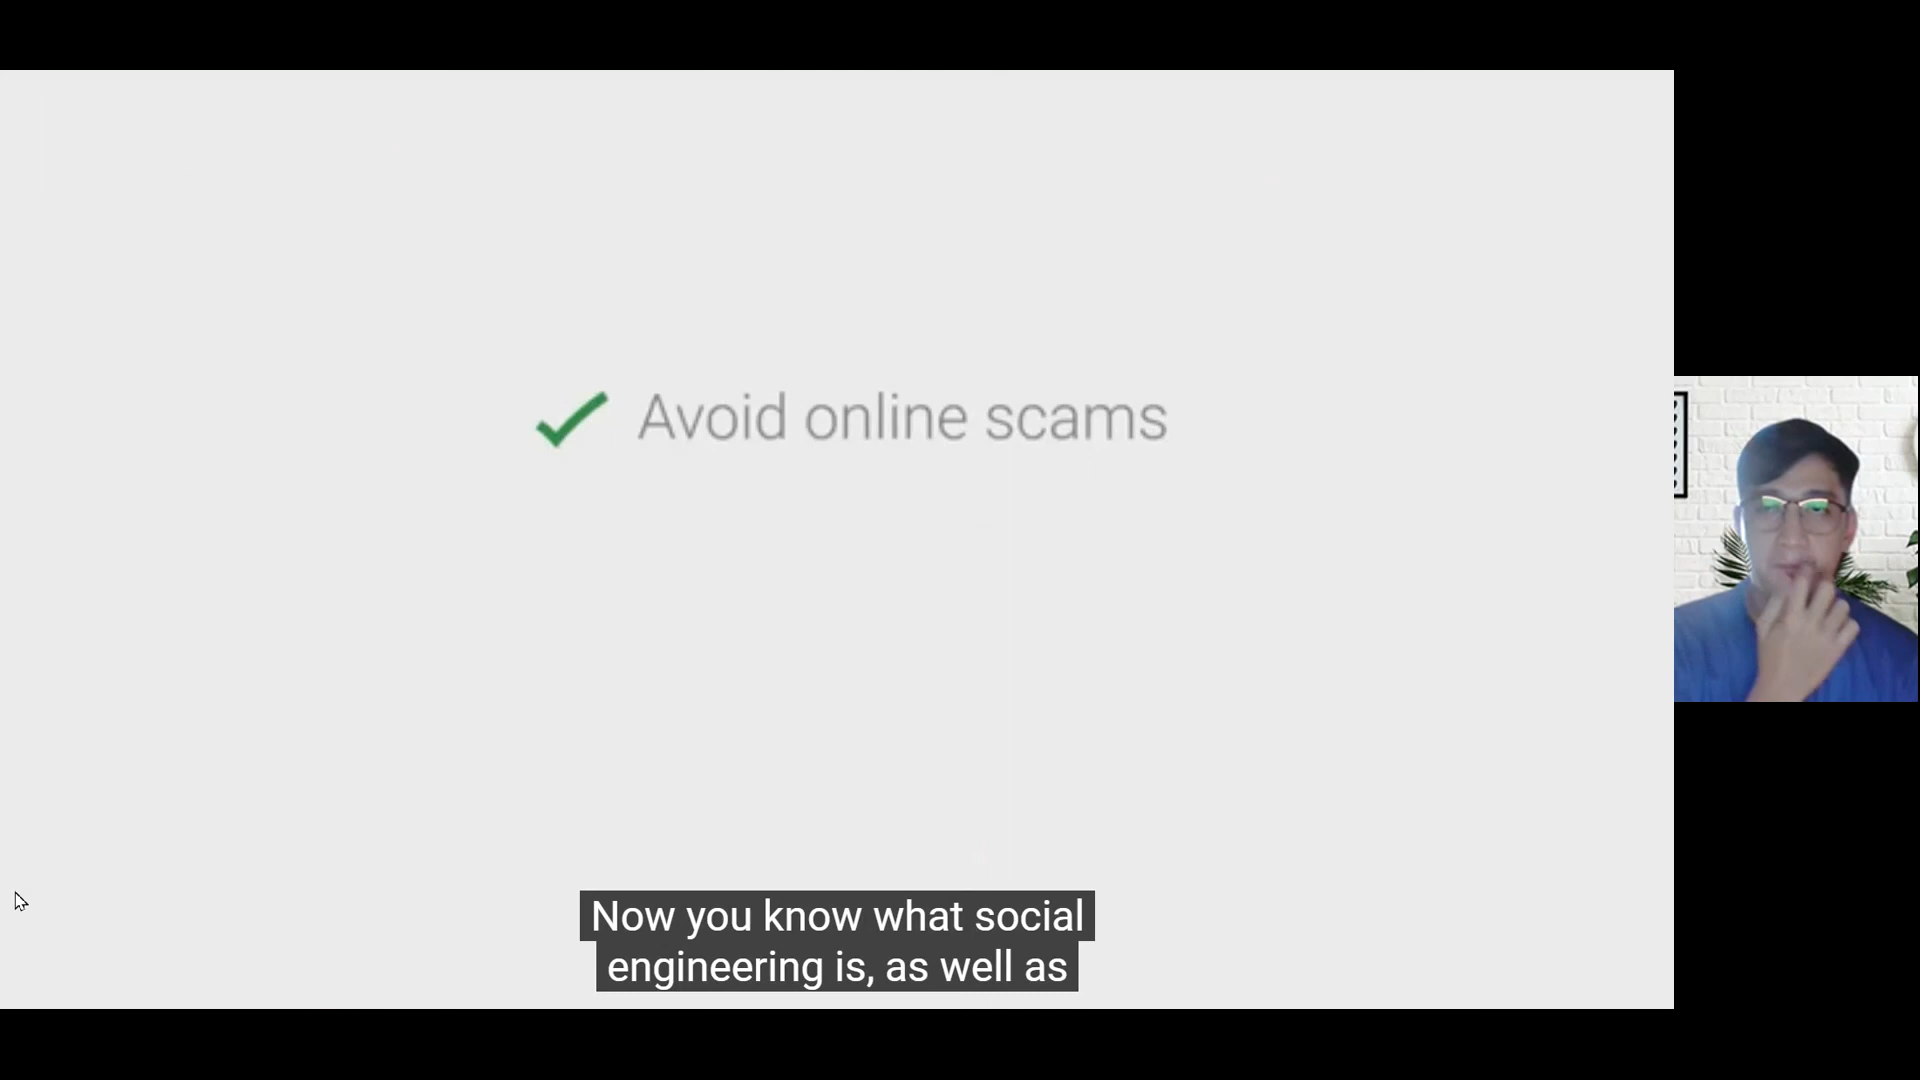 Avoid online scams
Now you know what social
engineering is, as well as